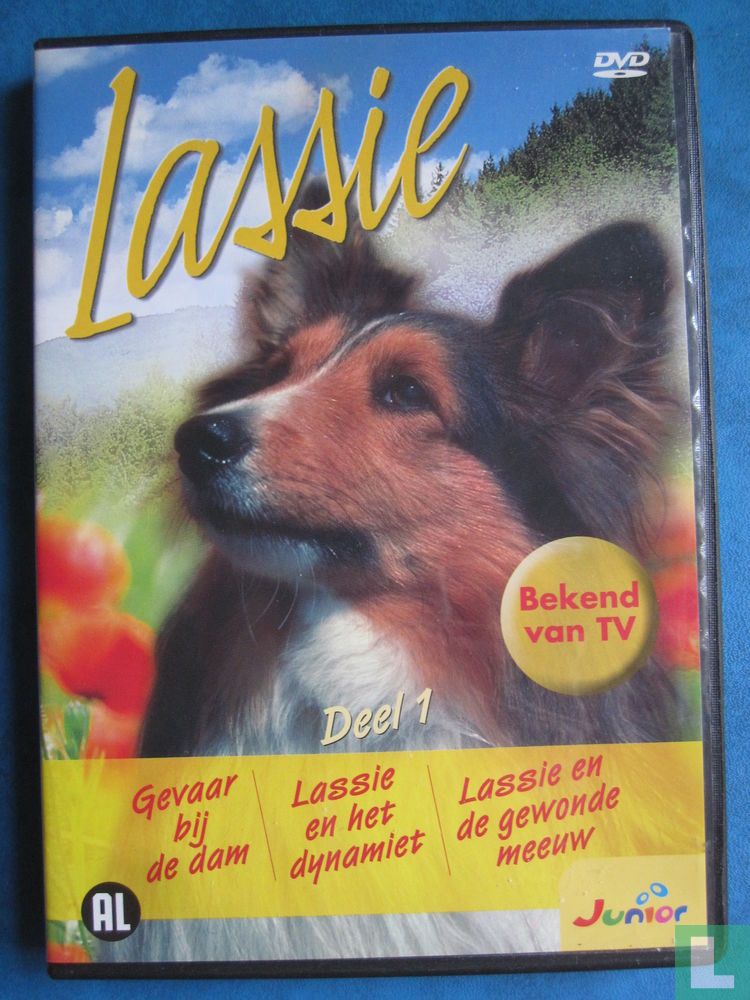 DVD
Lassie
Bekend
van TV
Deel 1
Gevaar
bij
de dam
Lassie
en het
dynamiet
Lassie en
de gewonde
meeuw
AL
Junior
L